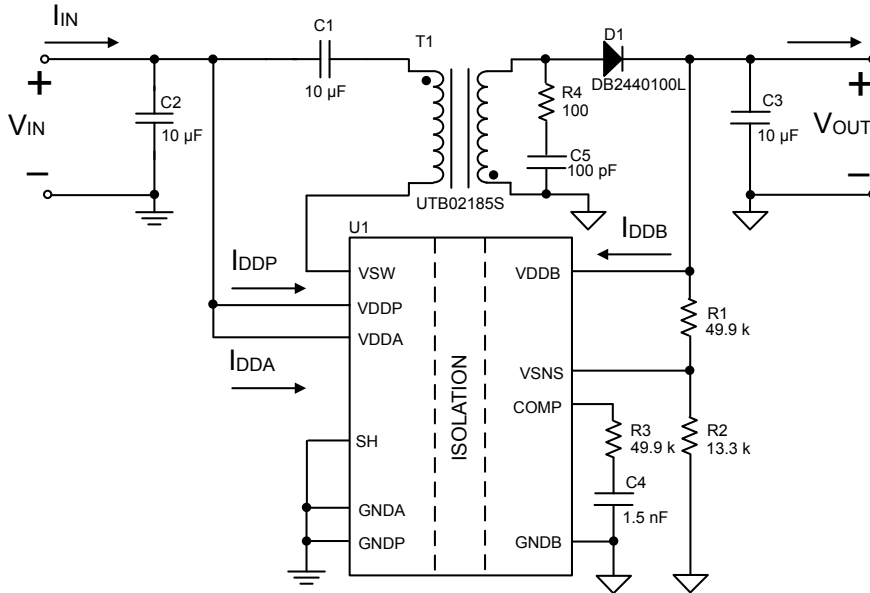 IIN
C1
10 µF
T1
D1
DB2440100L
+
VIN
−
C2
10 µF
R4
100
C5
100 pF
C3
10 µF
+
VOUT
−
UTB02185S
U1
IDDP
IDDA
IDDB
VSW
VDDP
VDDA
SH
GNDA
GNDP
ISOLATION
VDDB
VSNS
COMP
GNDB
R1
49.9 k
R3
49.9 k
R2
13.3 k
C4
1.5 nF